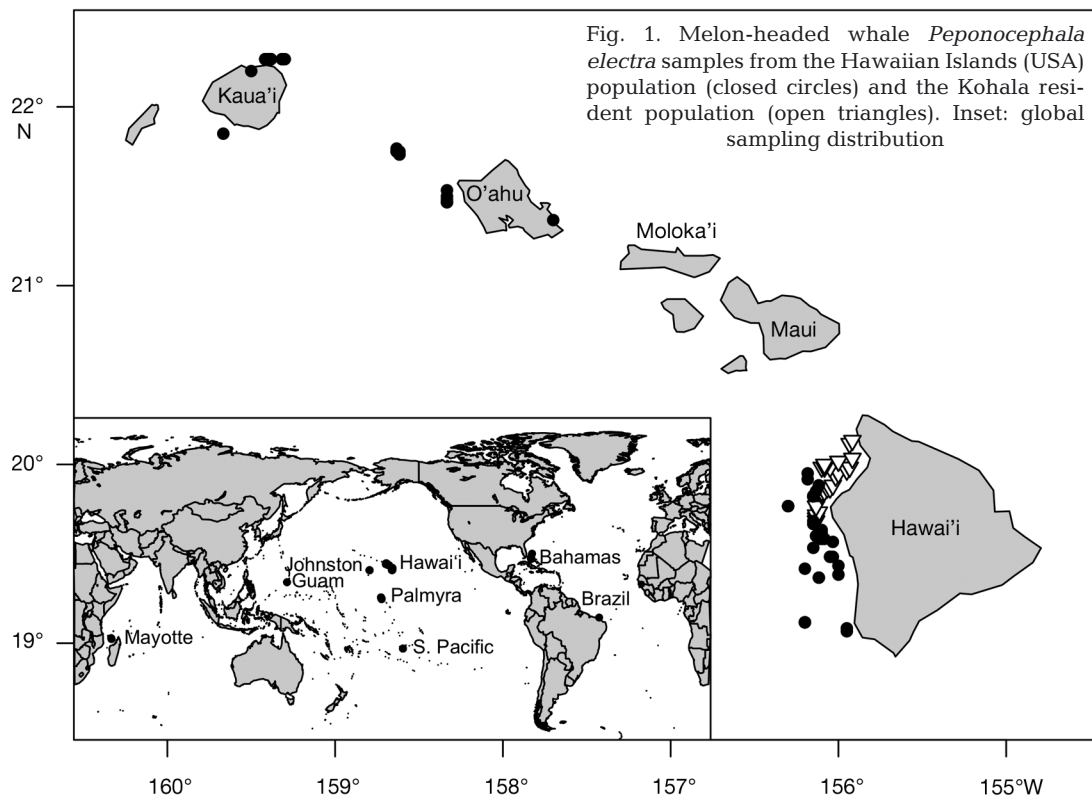 Fig. 1. Melon-headed whale Peponocephala
electra samples from the Hawaiian Islands (USA)
population (closed circles) and the Kohala resi-
dent population (open triangles). Inset: global
sampling distribution
Kaua'i
22°
N
O'ahu
Moloka'i
21°
Maui
20°
Hawai'i
Johnston
Hawai'i
Bahamas
Guam
Palmyra
Brazil
19°
Mayotte
S. Pacific
160°
159°
158°
157°
156°
155°W